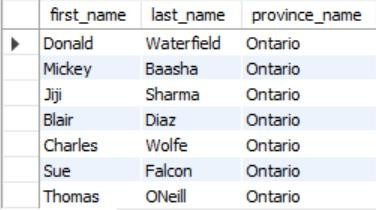 first_name last_name province_name
Donald Waterfield Ontario
Mickey Baasha Ontario
Jiji Sharma Ontario
Blair Diaz Ontario
Charles Wolfe Ontario
Sue Falcon Ontario
Thomas ONeill Ontario